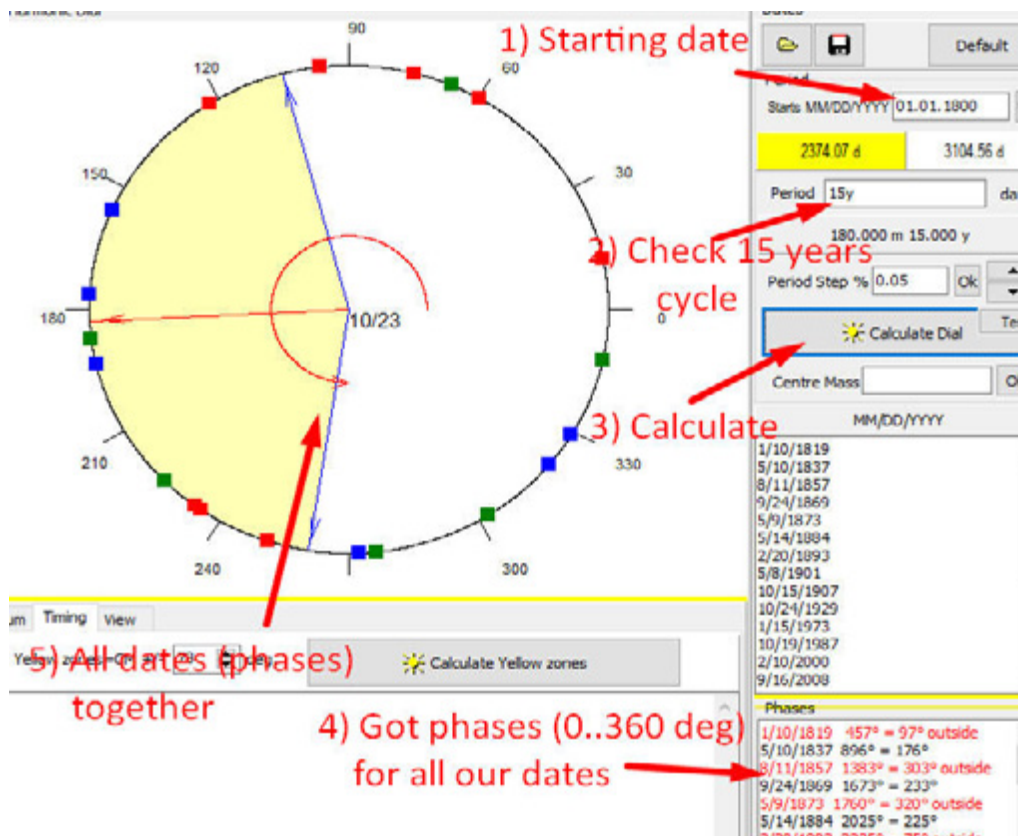 Harmonic Dial
Dates
1) Starting date
Default
Period
Starts MM/DD/YYYY 01.01.1800
2374.07 d 3104.56 d
Period 15y
180.000 m 15.000 y
2) Check 15 years
cycle
Period Step % 0.05 Ok
Calculate Dial
3) Calculate
Centre Mass
MM/DD/YYYY
90
60
30
0
330
300
240
210
180
150
120
10/23
1/10/1819
5/10/1837
8/11/1857
9/24/1869
5/9/1873
5/14/1884
2/20/1893
5/8/1901
10/15/1907
10/24/1929
1/15/1973
10/19/1987
2/10/2000
9/16/2008
Timing View
Yellow zones
deg
Calculate Yellow zones
5) All dates (phases)
together
4) Got phases (0..360 deg)
for all our dates
Phases
1/10/1819 457° = 97° outside
5/10/1837 896° = 176°
8/11/1857 1383° = 303° outside
9/24/1869 1673° = 233°
5/9/1873 1760° = 320° outside
5/14/1884 2025° = 225°